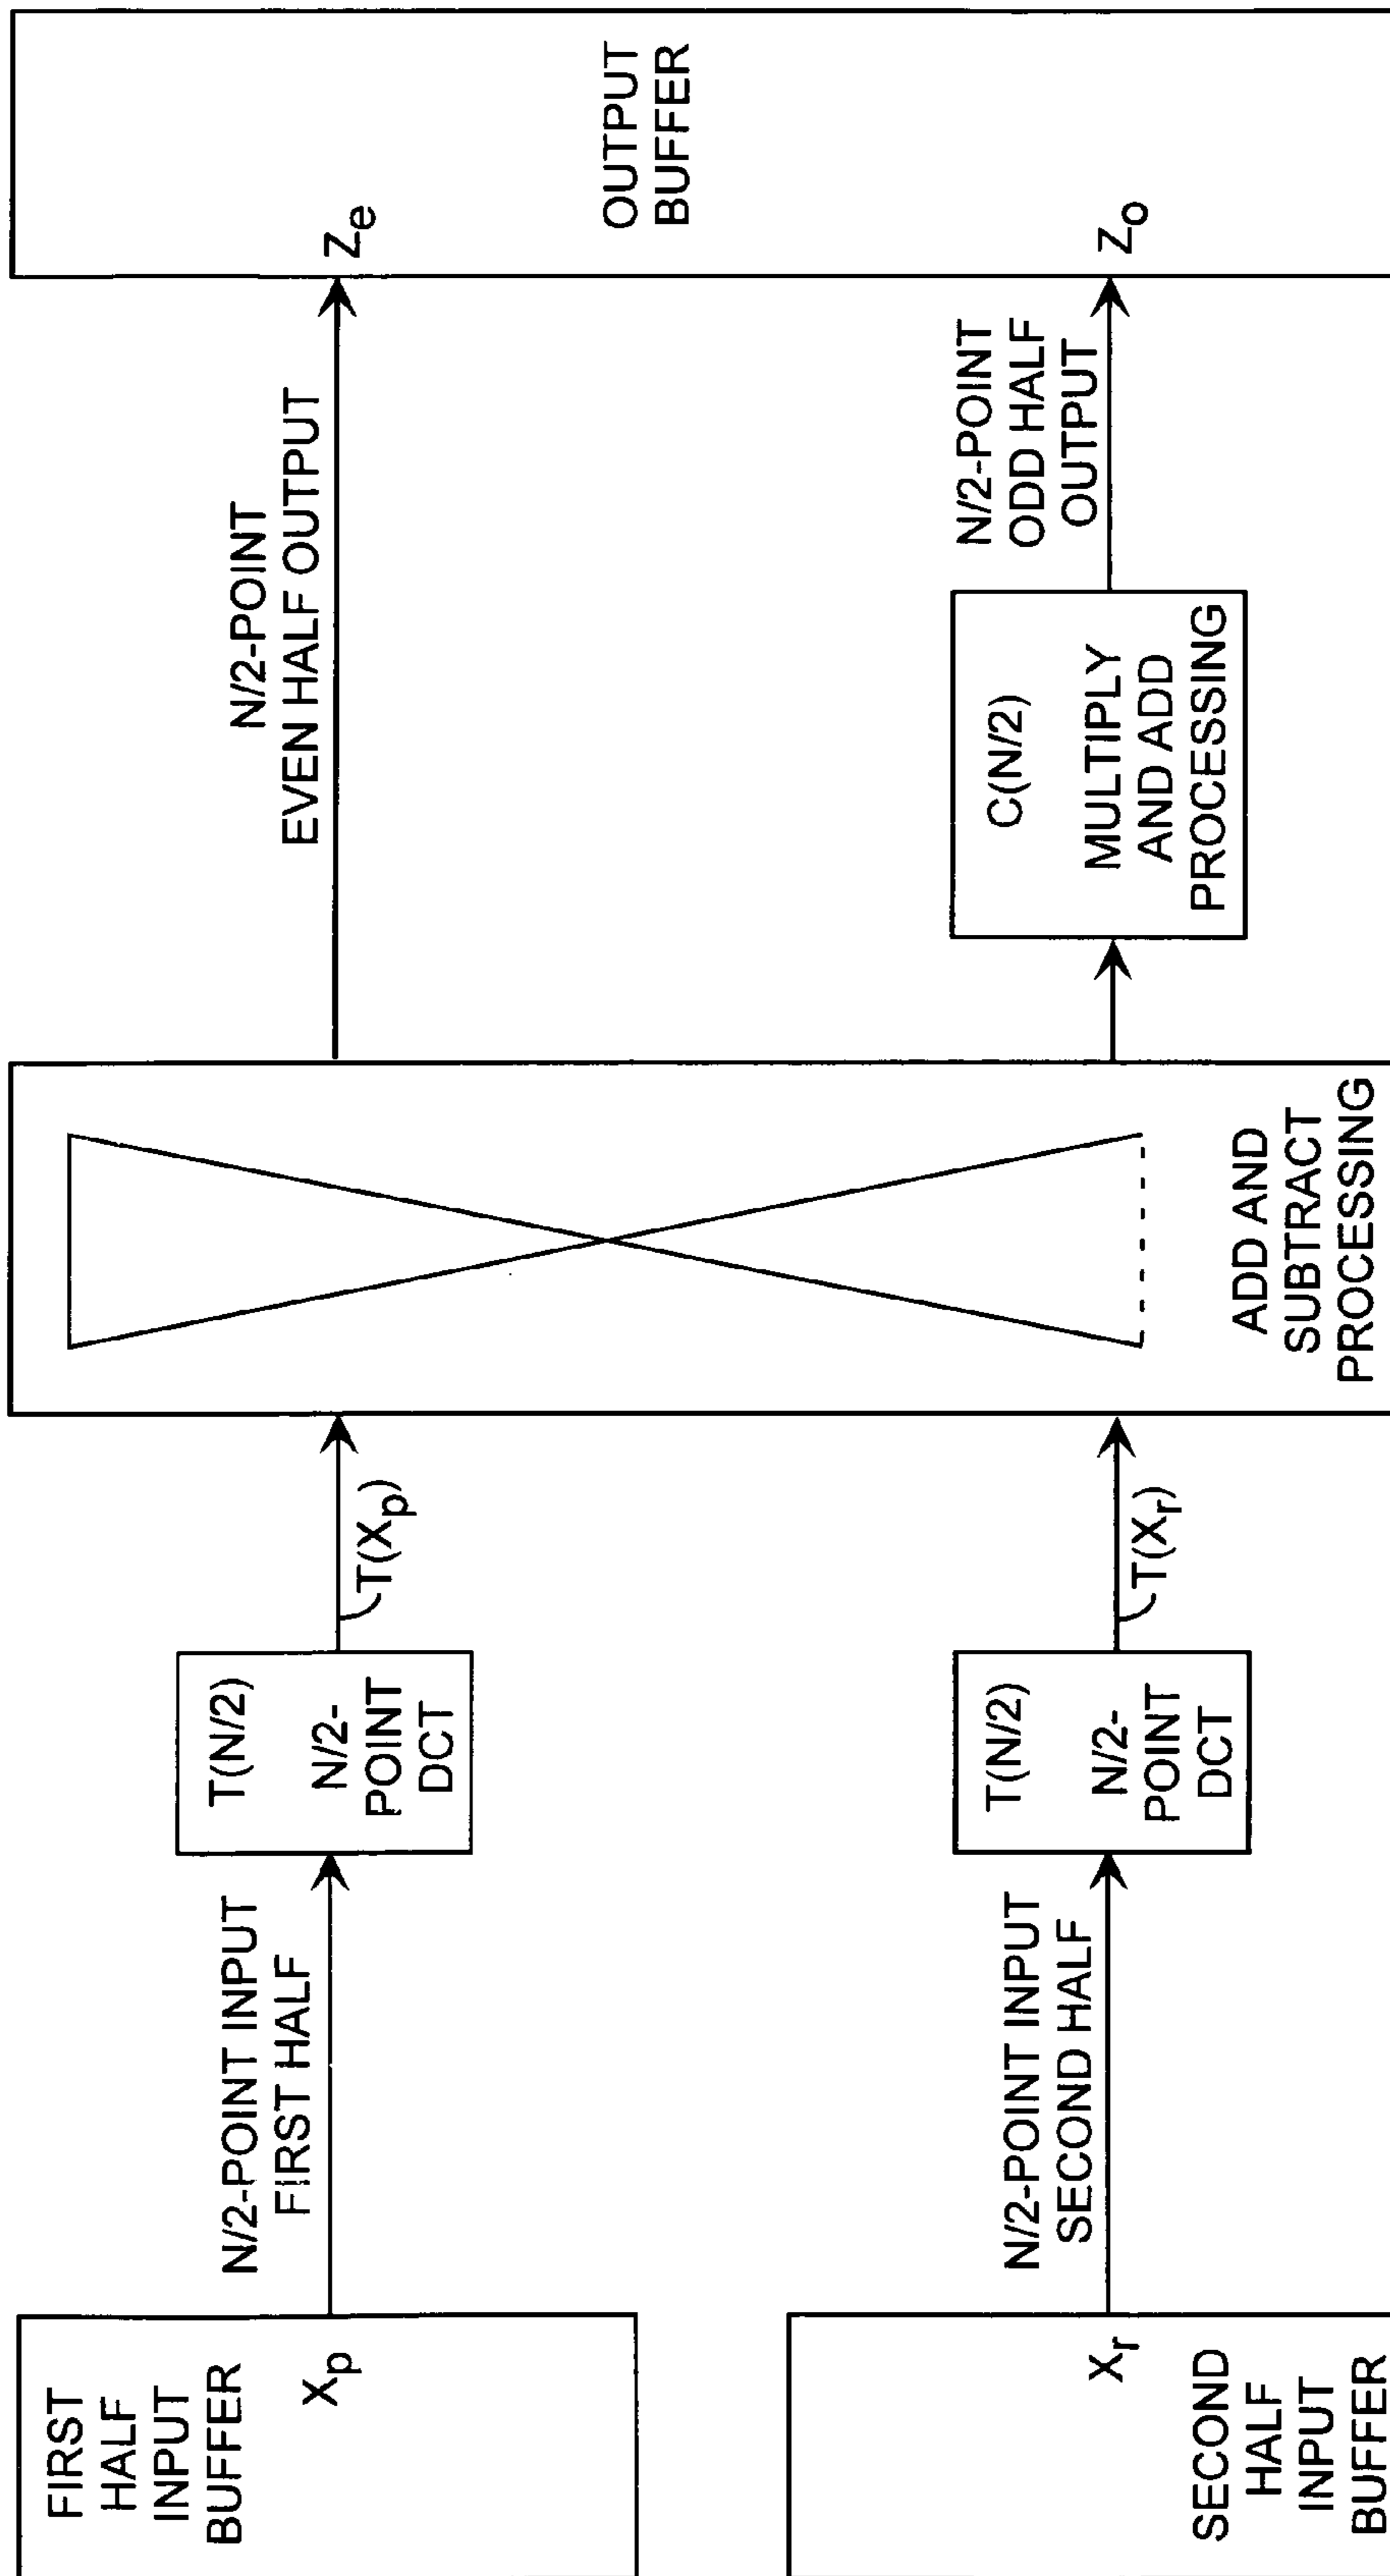 FIRST
HALF
INPUT
BUFFER
Xp
N/2-POINT INPUT
FIRST HALF
T(N/2)
N/2-
POINT
DCT
T(Xp)
N/2-POINT
EVEN HALF OUTPUT
Ze
OUTPUT
BUFFER
SECOND
HALF
INPUT
BUFFER
Xr
N/2-POINT INPUT
SECOND HALF
T(N/2)
N/2-
POINT
DCT
T(Xr)
ADD AND
SUBTRACT
PROCESSING
C(N/2)
MULTIPLY
AND ADD
PROCESSING
N/2-POINT
ODD HALF
OUTPUT
Zo